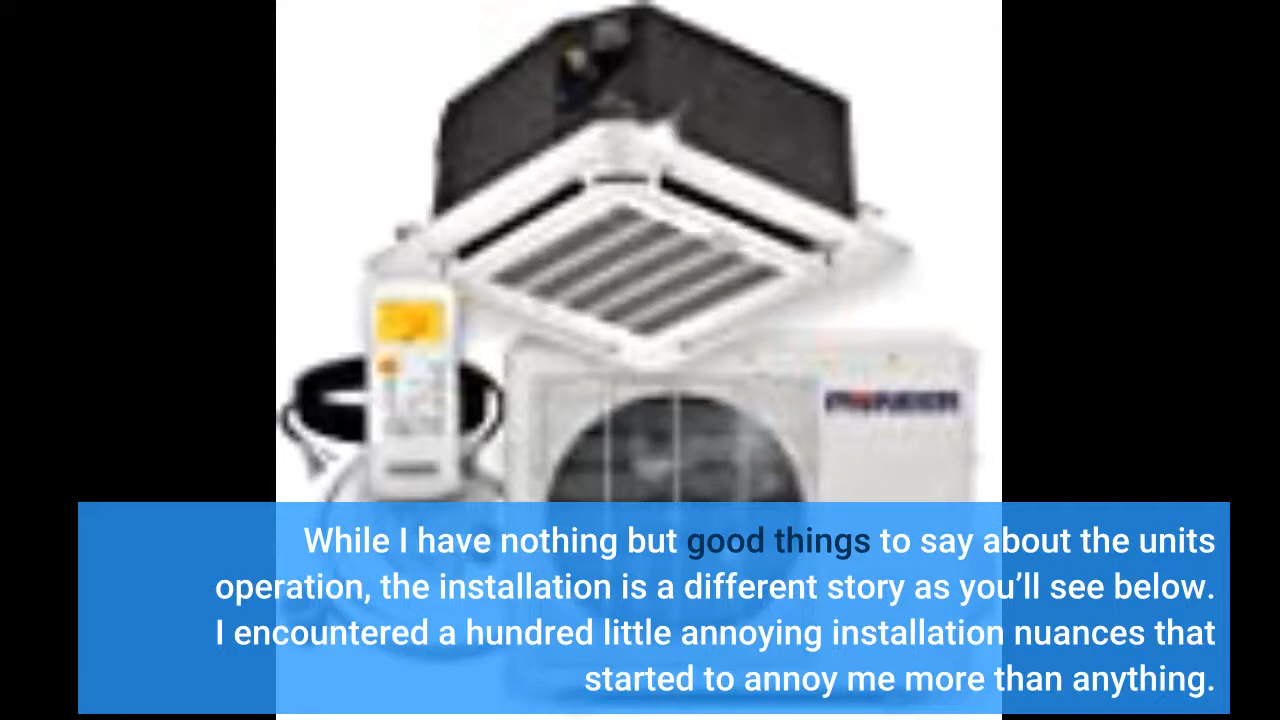 PIONEER
While I have nothing but good things to say about the units
operation, the installation is a different story as you’ll see below.
I encountered a hundred little annoying installation nuances that
started to annoy me more than anything.